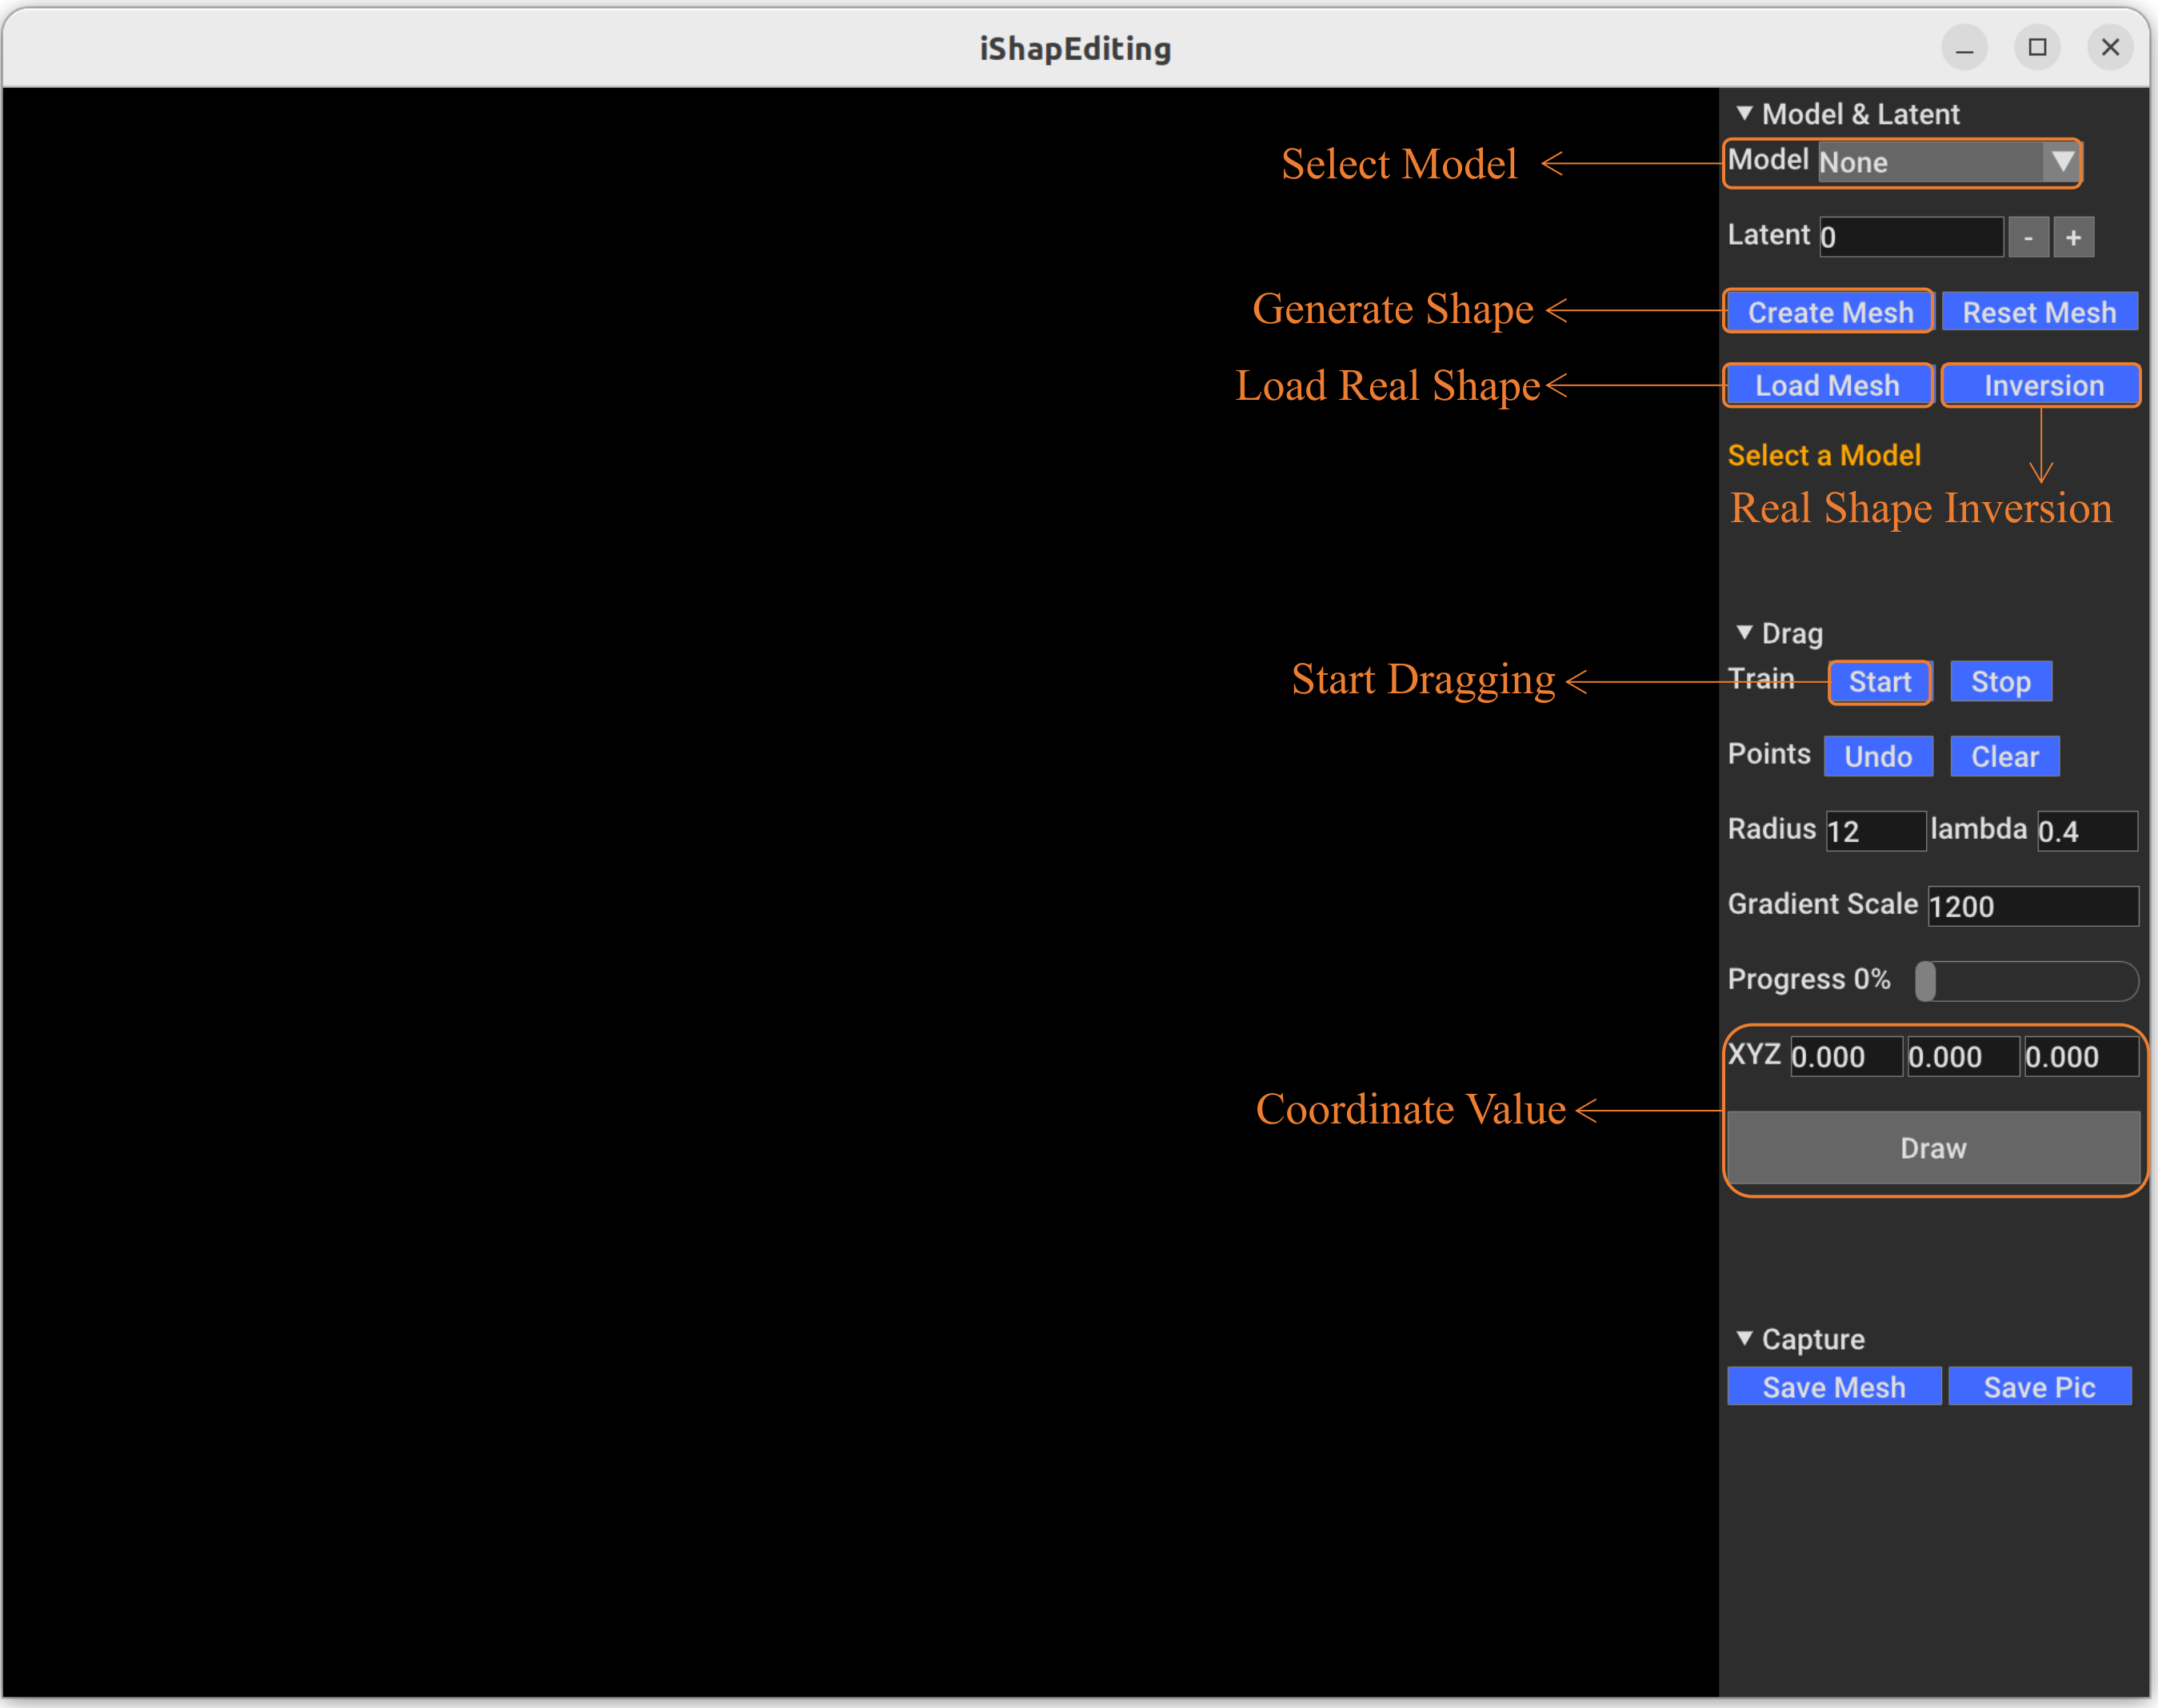 iShapEditing
Model & Latent
Select Model
Model None
Latent 0 - +
Generate Shape
Create Mesh Reset Mesh
Load Real Shape
Load Mesh Inversion
Select a Model
Real Shape Inversion
Drag
Start Dragging
Train Start Stop
Points Undo Clear
Radius 12 lambda 0.4
Gradient Scale 1200
Progress 0%
XYZ 0.000 0.000 0.000
Coordinate Value
Draw
Capture
Save Mesh Save Pic